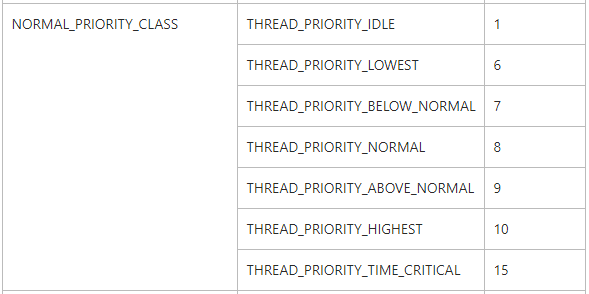 NORMAL_PRIORITY_CLASS THREAD_PRIORITY_IDLE 1
THREAD_PRIORITY_LOWEST 6
THREAD_PRIORITY_BELOW_NORMAL 7
THREAD_PRIORITY_NORMAL 8
THREAD_PRIORITY_ABOVE_NORMAL 9
THREAD_PRIORITY_HIGHEST 10
THREAD_PRIORITY_TIME_CRITICAL 15